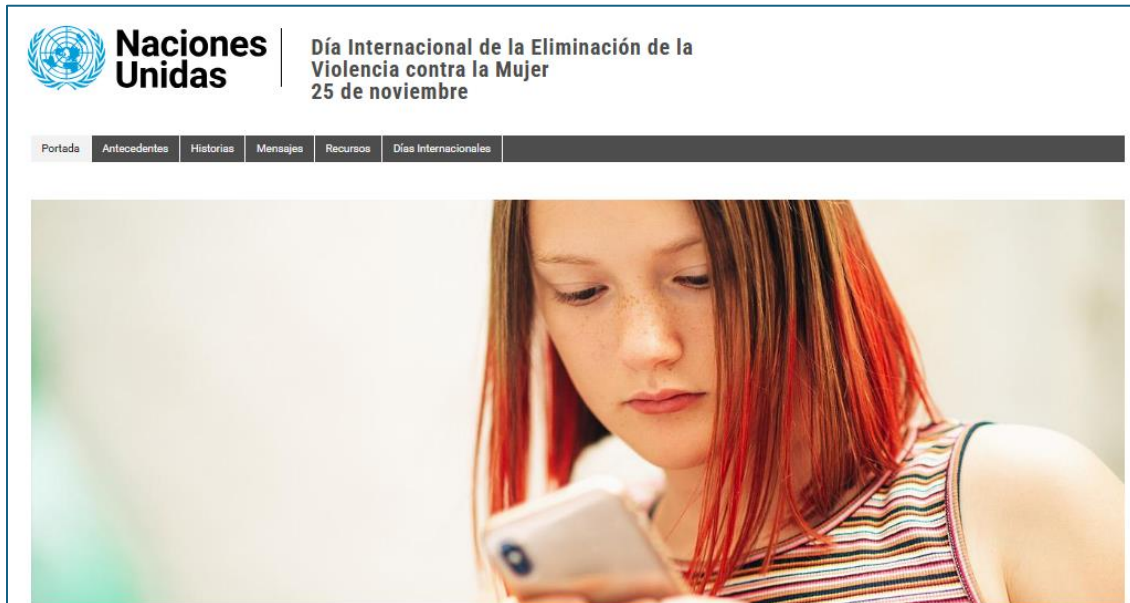 Naciones
Unidas
Día Internacional de la Eliminación de la
Violencia contra la Mujer
25 de noviembre
Portada Antecedentes Historias Mensajes Recursos Días Internacionales